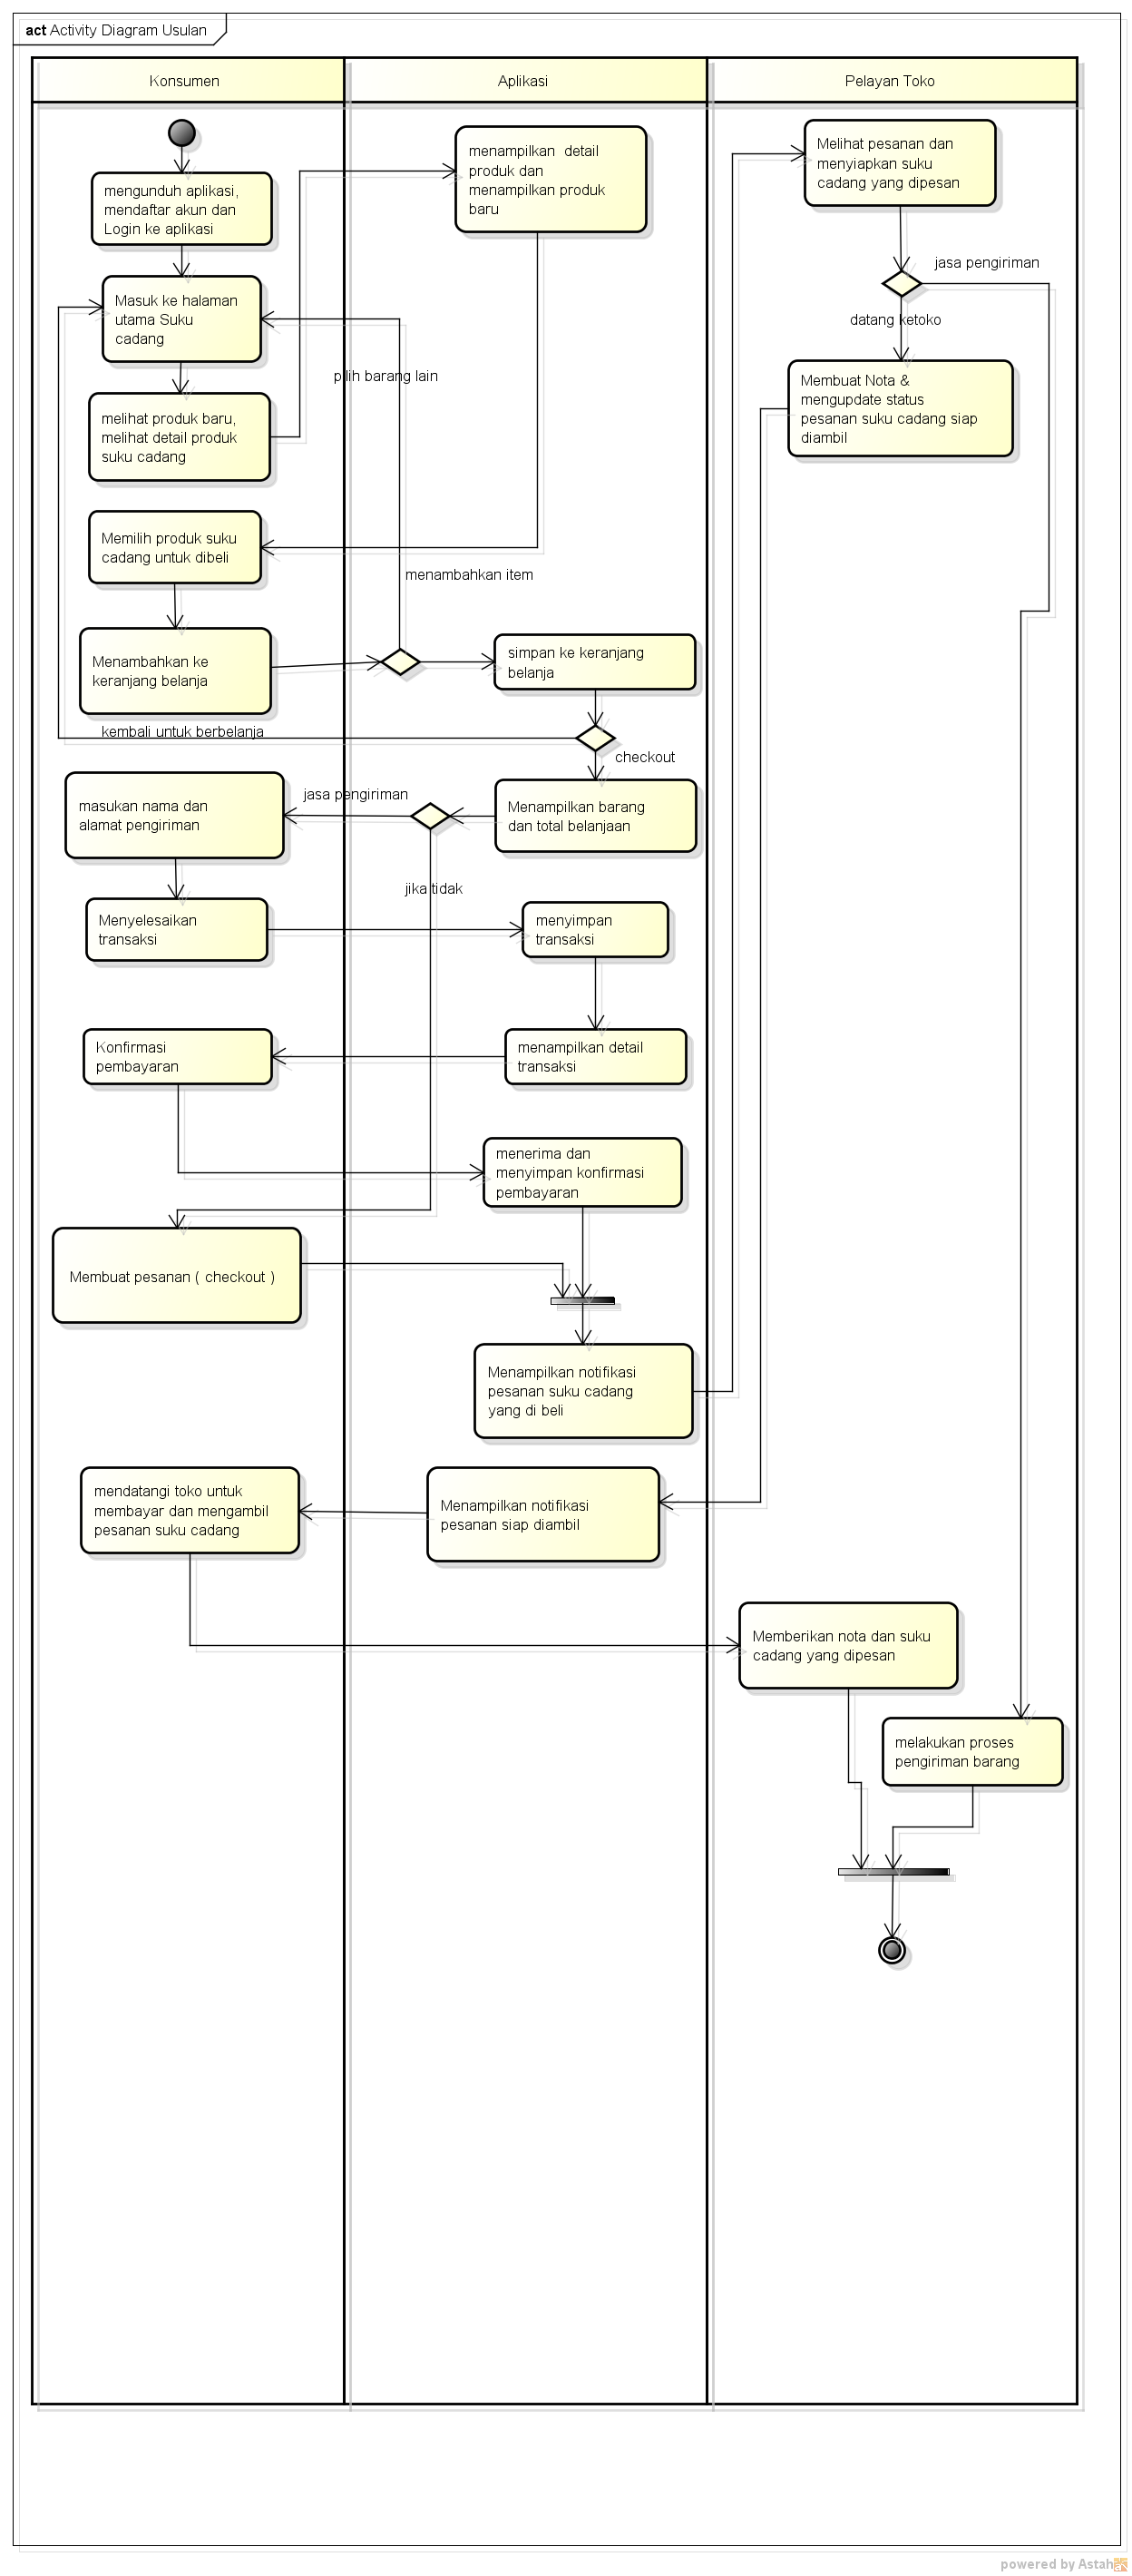 act Activity Diagram Usulan
Konsumen
Aplikasi
Pelayan Toko
mengunduh aplikasi,
mendaftar akun dan
Login ke aplikasi
menampilkan detail
produk dan
menampilkan produk
baru
Melihat pesanan dan
menyiapkan suku
cadang yang dipesan
jasa pengiriman
datang ketoko
Masuk ke halaman
utama Suku
cadang
pilih barang lain
Membuat Nota &
mengupdate status
pesanan suku cadang siap
diambil
melihat produk baru,
melihat detail produk
suku cadang
Memilih produk suku
cadang untuk dibeli
menambahkan item
Menambahkan ke
keranjang belanja
simpan ke keranjang
belanja
kembali untuk berbelanja
checkout
masukan nama dan
alamat pengiriman
jasa pengiriman
Menampilkan barang
dan total belanjaan
jika tidak
Menyelesaikan
transaksi
menyimpan
transaksi
Konfirmasi
pembayaran
menampilkan detail
transaksi
menerima dan
menyimpan konfirmasi
pembayaran
Membuat pesanan ( checkout )
Menampilkan notifikasi
pesanan suku cadang
yang di beli
mendatangi toko untuk
membayar dan mengambil
pesanan suku cadang
Menampilkan notifikasi
pesanan siap diambil
Memberikan nota dan suku
cadang yang dipesan
melakukan proses
pengiriman barang
powered by Astah